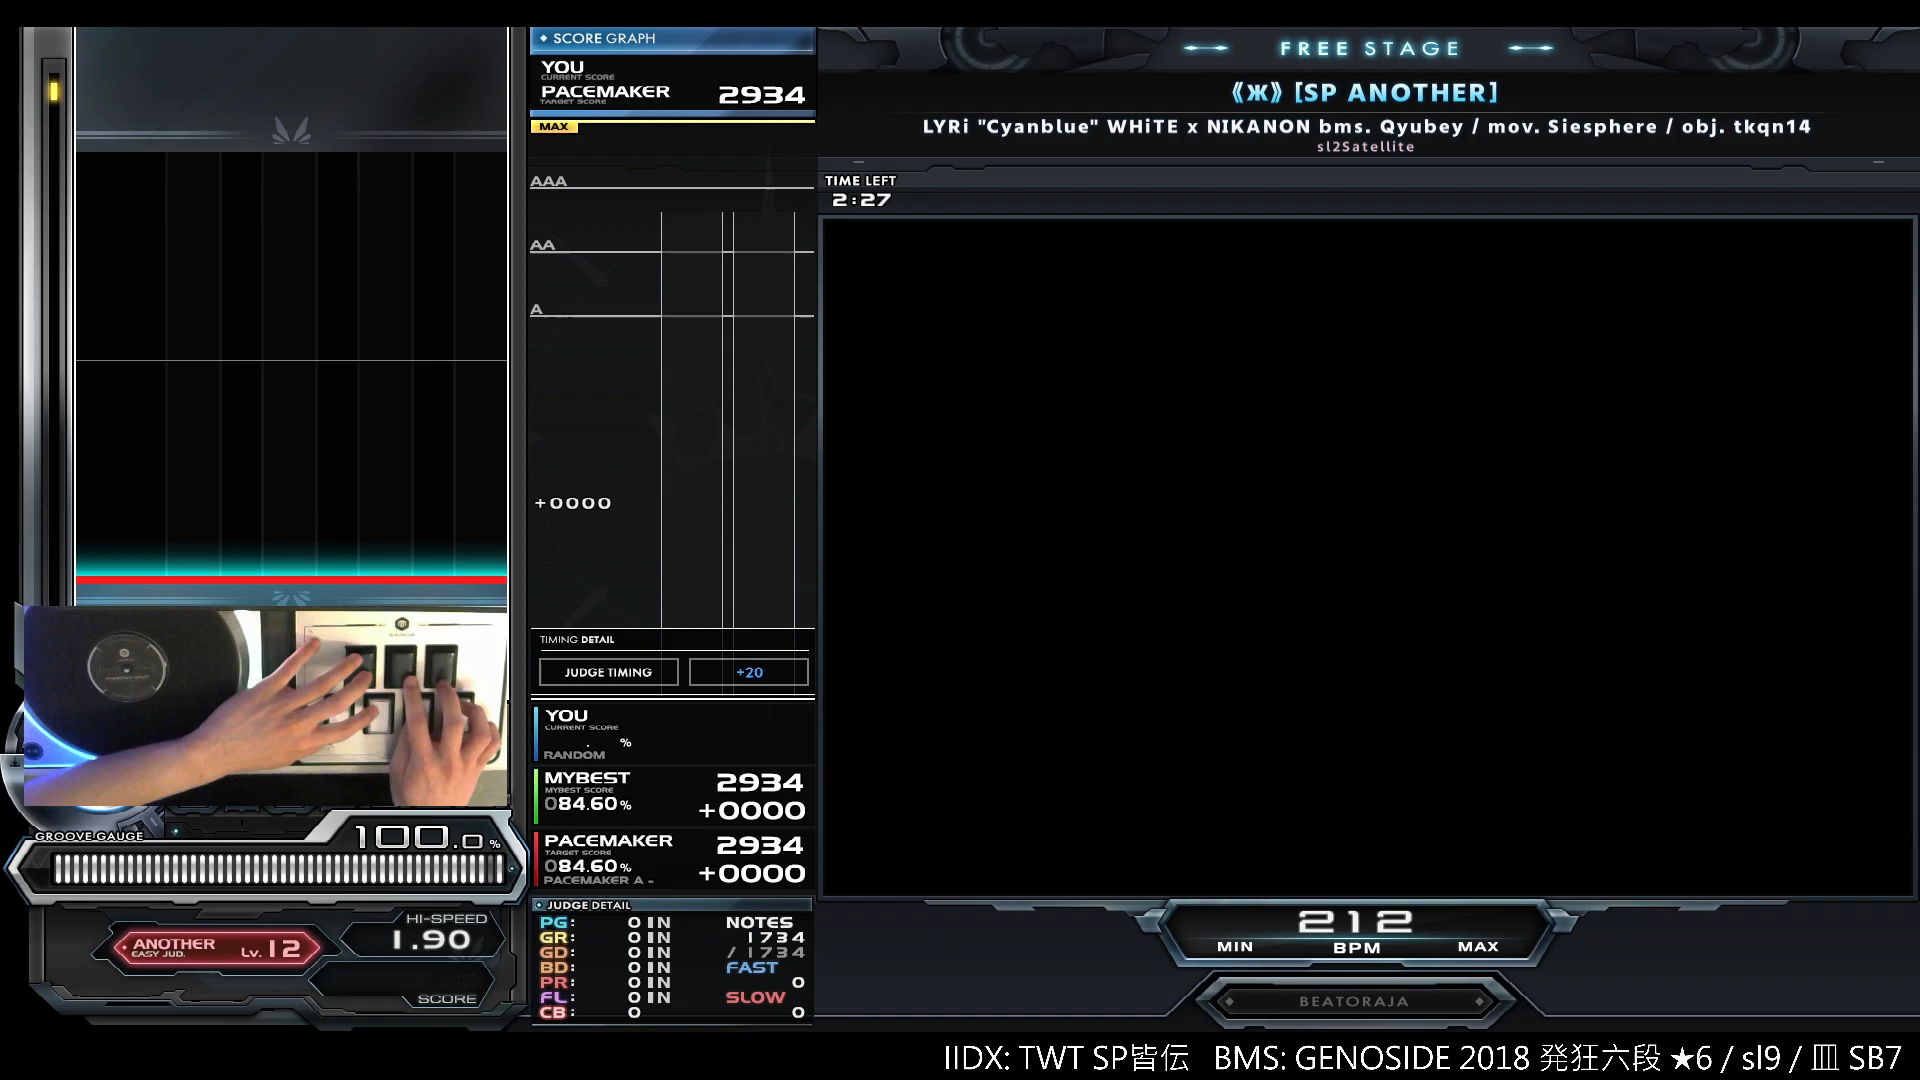 SCORE GRAPH
YOU
CURRENT SCORE
PACEMAKER 2934
TARGET SCORE
MAX
AAA
AA
A
+0000
TIMING DETAIL
JUDGE TIMING +20
YOU
CURRENT SCORE
. %
RANDOM
MYBEST 2934
MYBEST SCORE
084.60% +0000
PACEMAKER 2934
TARGET SCORE
084.60% +0000
PACEMAKER A -
JUDGE DETAIL
PG: 0 IN NOTES
GR: 0 IN 1734
GD: 0 IN / 1734
BD: 0 IN FAST
PR: 0 IN 0
FL: 0 IN SLOW
CB: 0 0
FREE STAGE
《Ж》 [SP ANOTHER]
LYRi "Cyanblue" WHiTE x NIKANON bms. Qyubey / mov. Siesphere / obj. tkqn14
sl2Satellite
TIME LEFT
2:27
GROOVE GAUGE 100.0%
ANOTHER Lv. 12
EASY JUD.
HI-SPEED
1.90
SCORE
212
MIN BPM MAX
BEATORAJA
IIDX: TWT SP皆伝 BMS: GENOSIDE 2018 発狂六段 ★6 / sl9 / 皿 SB7